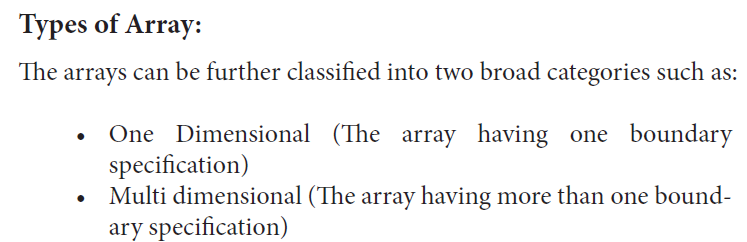 Types of Array:
The arrays can be further classified into two broad categories such as:
• One Dimensional (The array having one boundary
specification)
• Multi dimensional (The array having more than one bound-
ary specification)